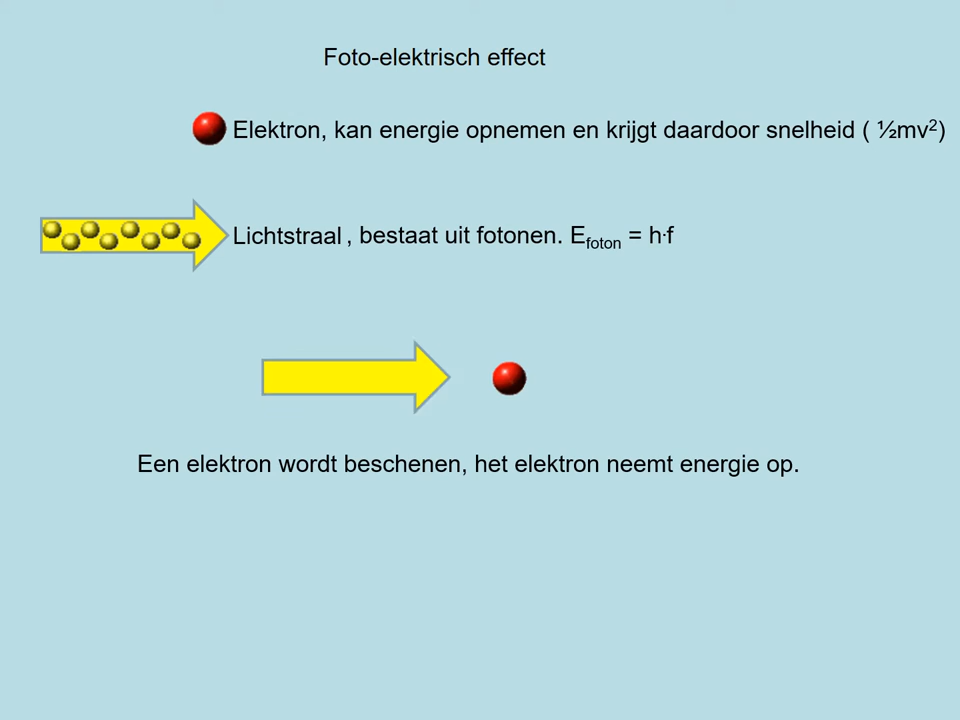 Foto-elektrisch effect
Elektron, kan energie opnemen en krijgt daardoor snelheid ( ½mv²)
Lichtstraal , bestaat uit fotonen. Efoton = h·f
Een elektron wordt beschenen, het elektron neemt energie op.